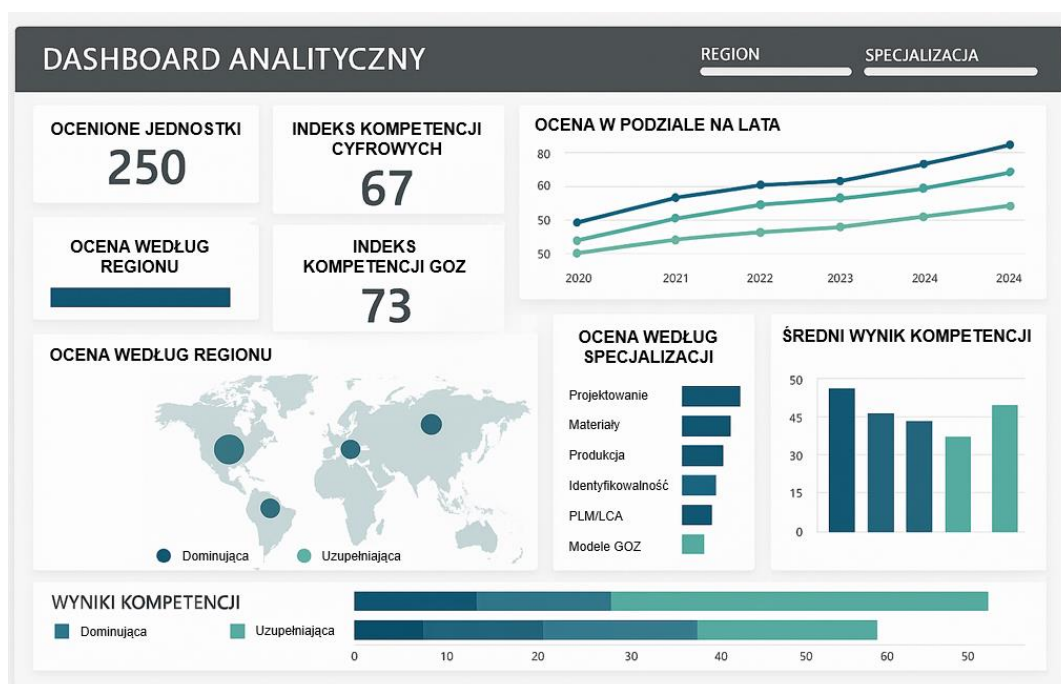 DASHBOARD ANALITYCZNY
REGION
SPECJALIZACJA
OCENIONE JEDNOSTKI
250
INDEKS KOMPETENCJI
CYFROWYCH
67
OCENA WEDŁUG
REGIONU
INDEKS
KOMPETENCJI GOZ
73
OCENA W PODZIALE NA LATA
80
60
50
50
2020
2021
2022
2023
2024
2024
OCENA WEDŁUG REGIONU
Dominująca
Uzupełniająca
OCENA WEDŁUG
SPECJALIZACJI
Projektowanie
Materiały
Produkcja
Identyfikowalność
PLM/LCA
Modele GOZ
ŚREDNI WYNIK KOMPETENCJI
50
45
30
15
0
WYNIKI KOMPETENCJI
Dominująca
Uzupełniająca
0
10
20
30
40
50
60
50